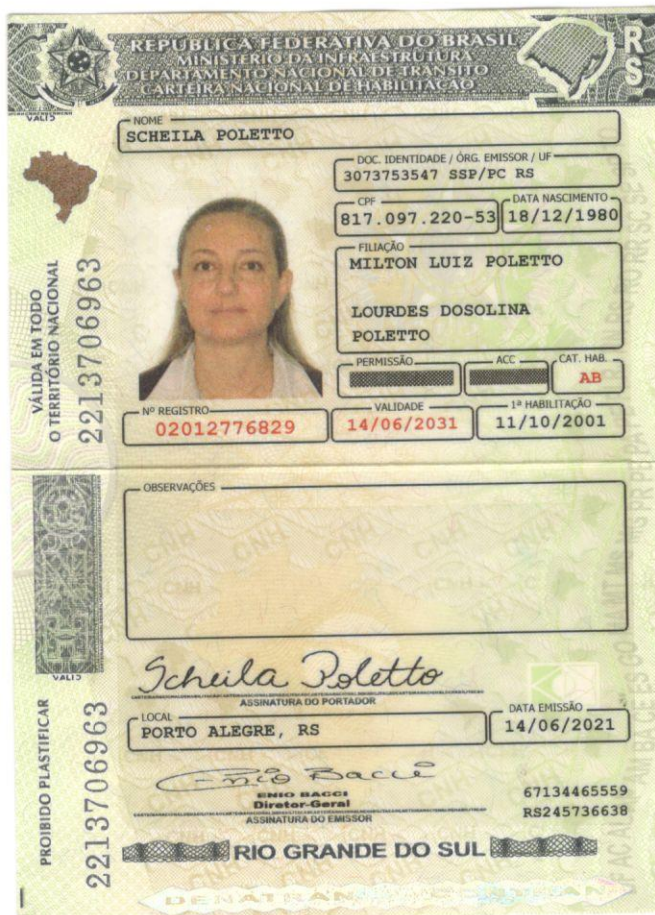 REPÚBLICA FEDERATIVA DO BRASIL
MINISTÉRIO DA INFRAESTRUTURA
DEPARTAMENTO NACIONAL DE TRÂNSITO
CARTEIRA NACIONAL DE HABILITAÇÃO
RS
NOME
SCHEILA POLETTO
DOC. IDENTIDADE / ÓRG. EMISSOR / UF
3073753547 SSP/PC RS
CPF
817.097.220-53
DATA NASCIMENTO
18/12/1980
FILIAÇÃO
MILTON LUIZ POLETTO
LOURDES DOSOLINA
POLETTO
PERMISSÃO
ACC
CAT. HAB.
AB
Nº REGISTRO
02012776829
VALIDADE
14/06/2031
1ª HABILITAÇÃO
11/10/2001
VÁLIDA EM TODO
O TERRITÓRIO NACIONAL
2213706963
OBSERVAÇÕES
Scheila Poletto
ASSINATURA DO PORTADOR
LOCAL
PORTO ALEGRE, RS
DATA EMISSÃO
14/06/2021
Enio Bacci
ENIO BACCI
Diretor-Geral
ASSINATURA DO EMISSOR
67134465559
RS245736638
PROIBIDO PLASTIFICAR
2213706963
RIO GRANDE DO SUL